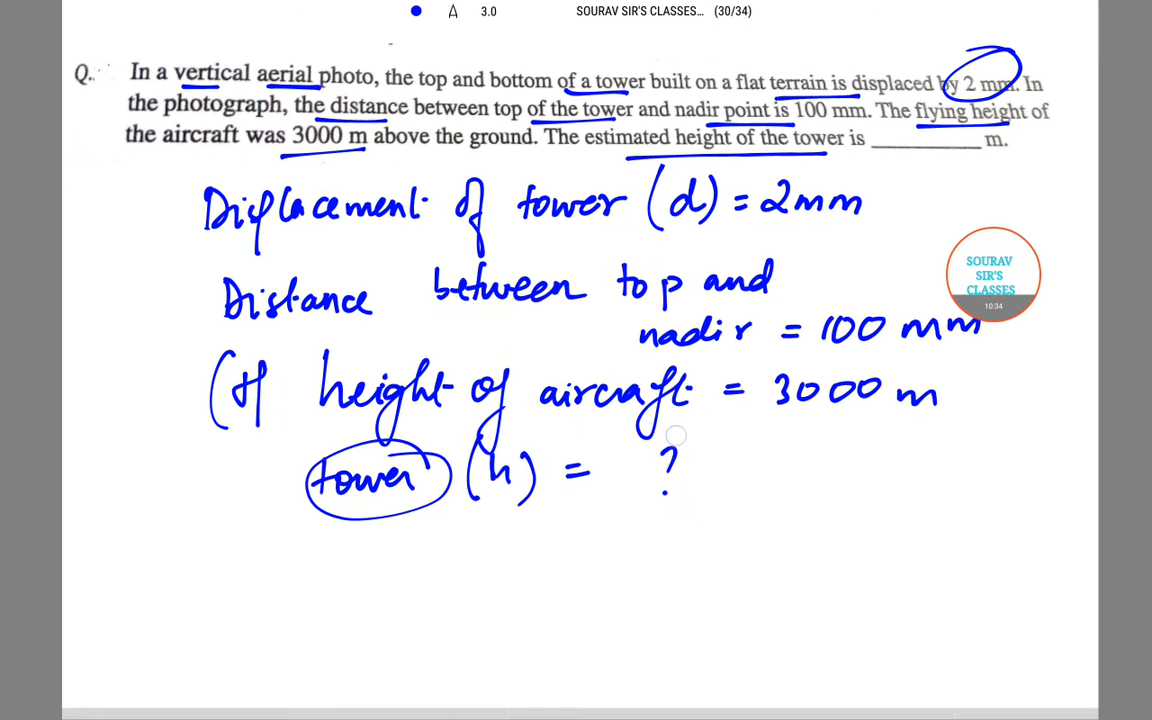 3.0 SOURAV SIR'S CLASSES... (30/34)
Q. In a vertical aerial photo, the top and bottom of a tower built on a flat terrain is displaced by 2 mm. In
the photograph, the distance between top of the tower and nadir point is 100 mm. The flying height of
the aircraft was 3000 m above the ground. The estimated height of the tower is __________ m.
Displacement of tower (d) = 2mm
Distance between top and
nadir = 100 mm
SOURAV
SIR'S
CLASSES
10:34
(H height of aircraft = 3000 m
tower (h) = ?